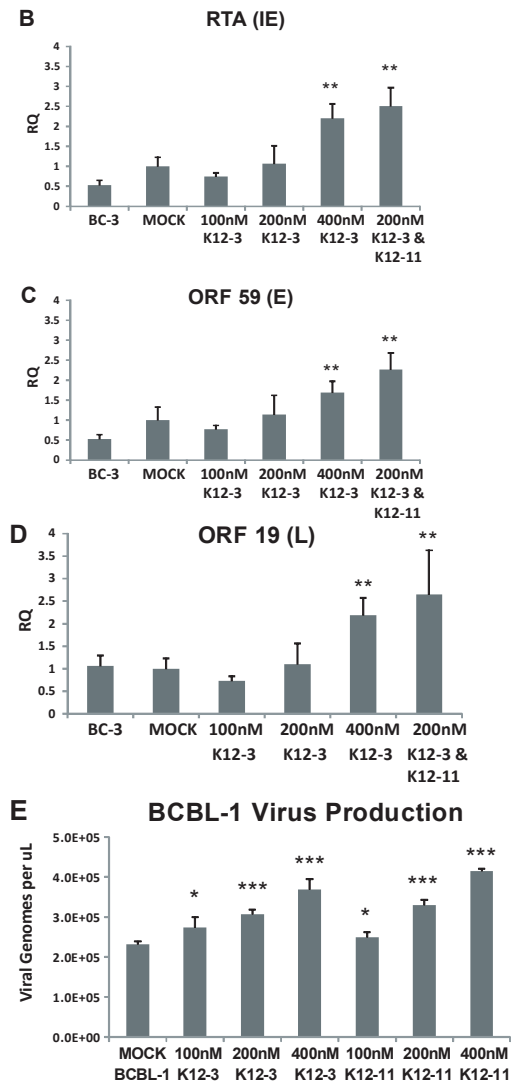 B
RTA (IE)
4
3.5
3
2.5
2
1.5
1
0.5
0
RQ
** **
BC-3 MOCK 100nM 200nM 400nM 200nM
K12-3 K12-3 K12-3 K12-3 &
K12-11
C
ORF 59 (E)
4
3.5
3
2.5
2
1.5
1
0.5
0
RQ
** **
BC-3 MOCK 100nM 200nM 400nM 200nM
K12-3 K12-3 K12-3 K12-3 &
K12-11
D
ORF 19 (L)
4
3.5
3
2.5
2
1.5
1
0.5
0
RQ
** **
BC-3 MOCK 100nM 200nM 400nM 200nM
K12-3 K12-3 K12-3 K12-3 &
K12-11
E
BCBL-1 Virus Production
5.0E+05
4.0E+05
3.0E+05
2.0E+05
1.0E+05
0.0E+00
Viral Genomes per uL
* *** *** * *** ***
MOCK 100nM 200nM 400nM 100nM 200nM 400nM
BCBL-1 K12-3 K12-3 K12-3 K12-11 K12-11 K12-11